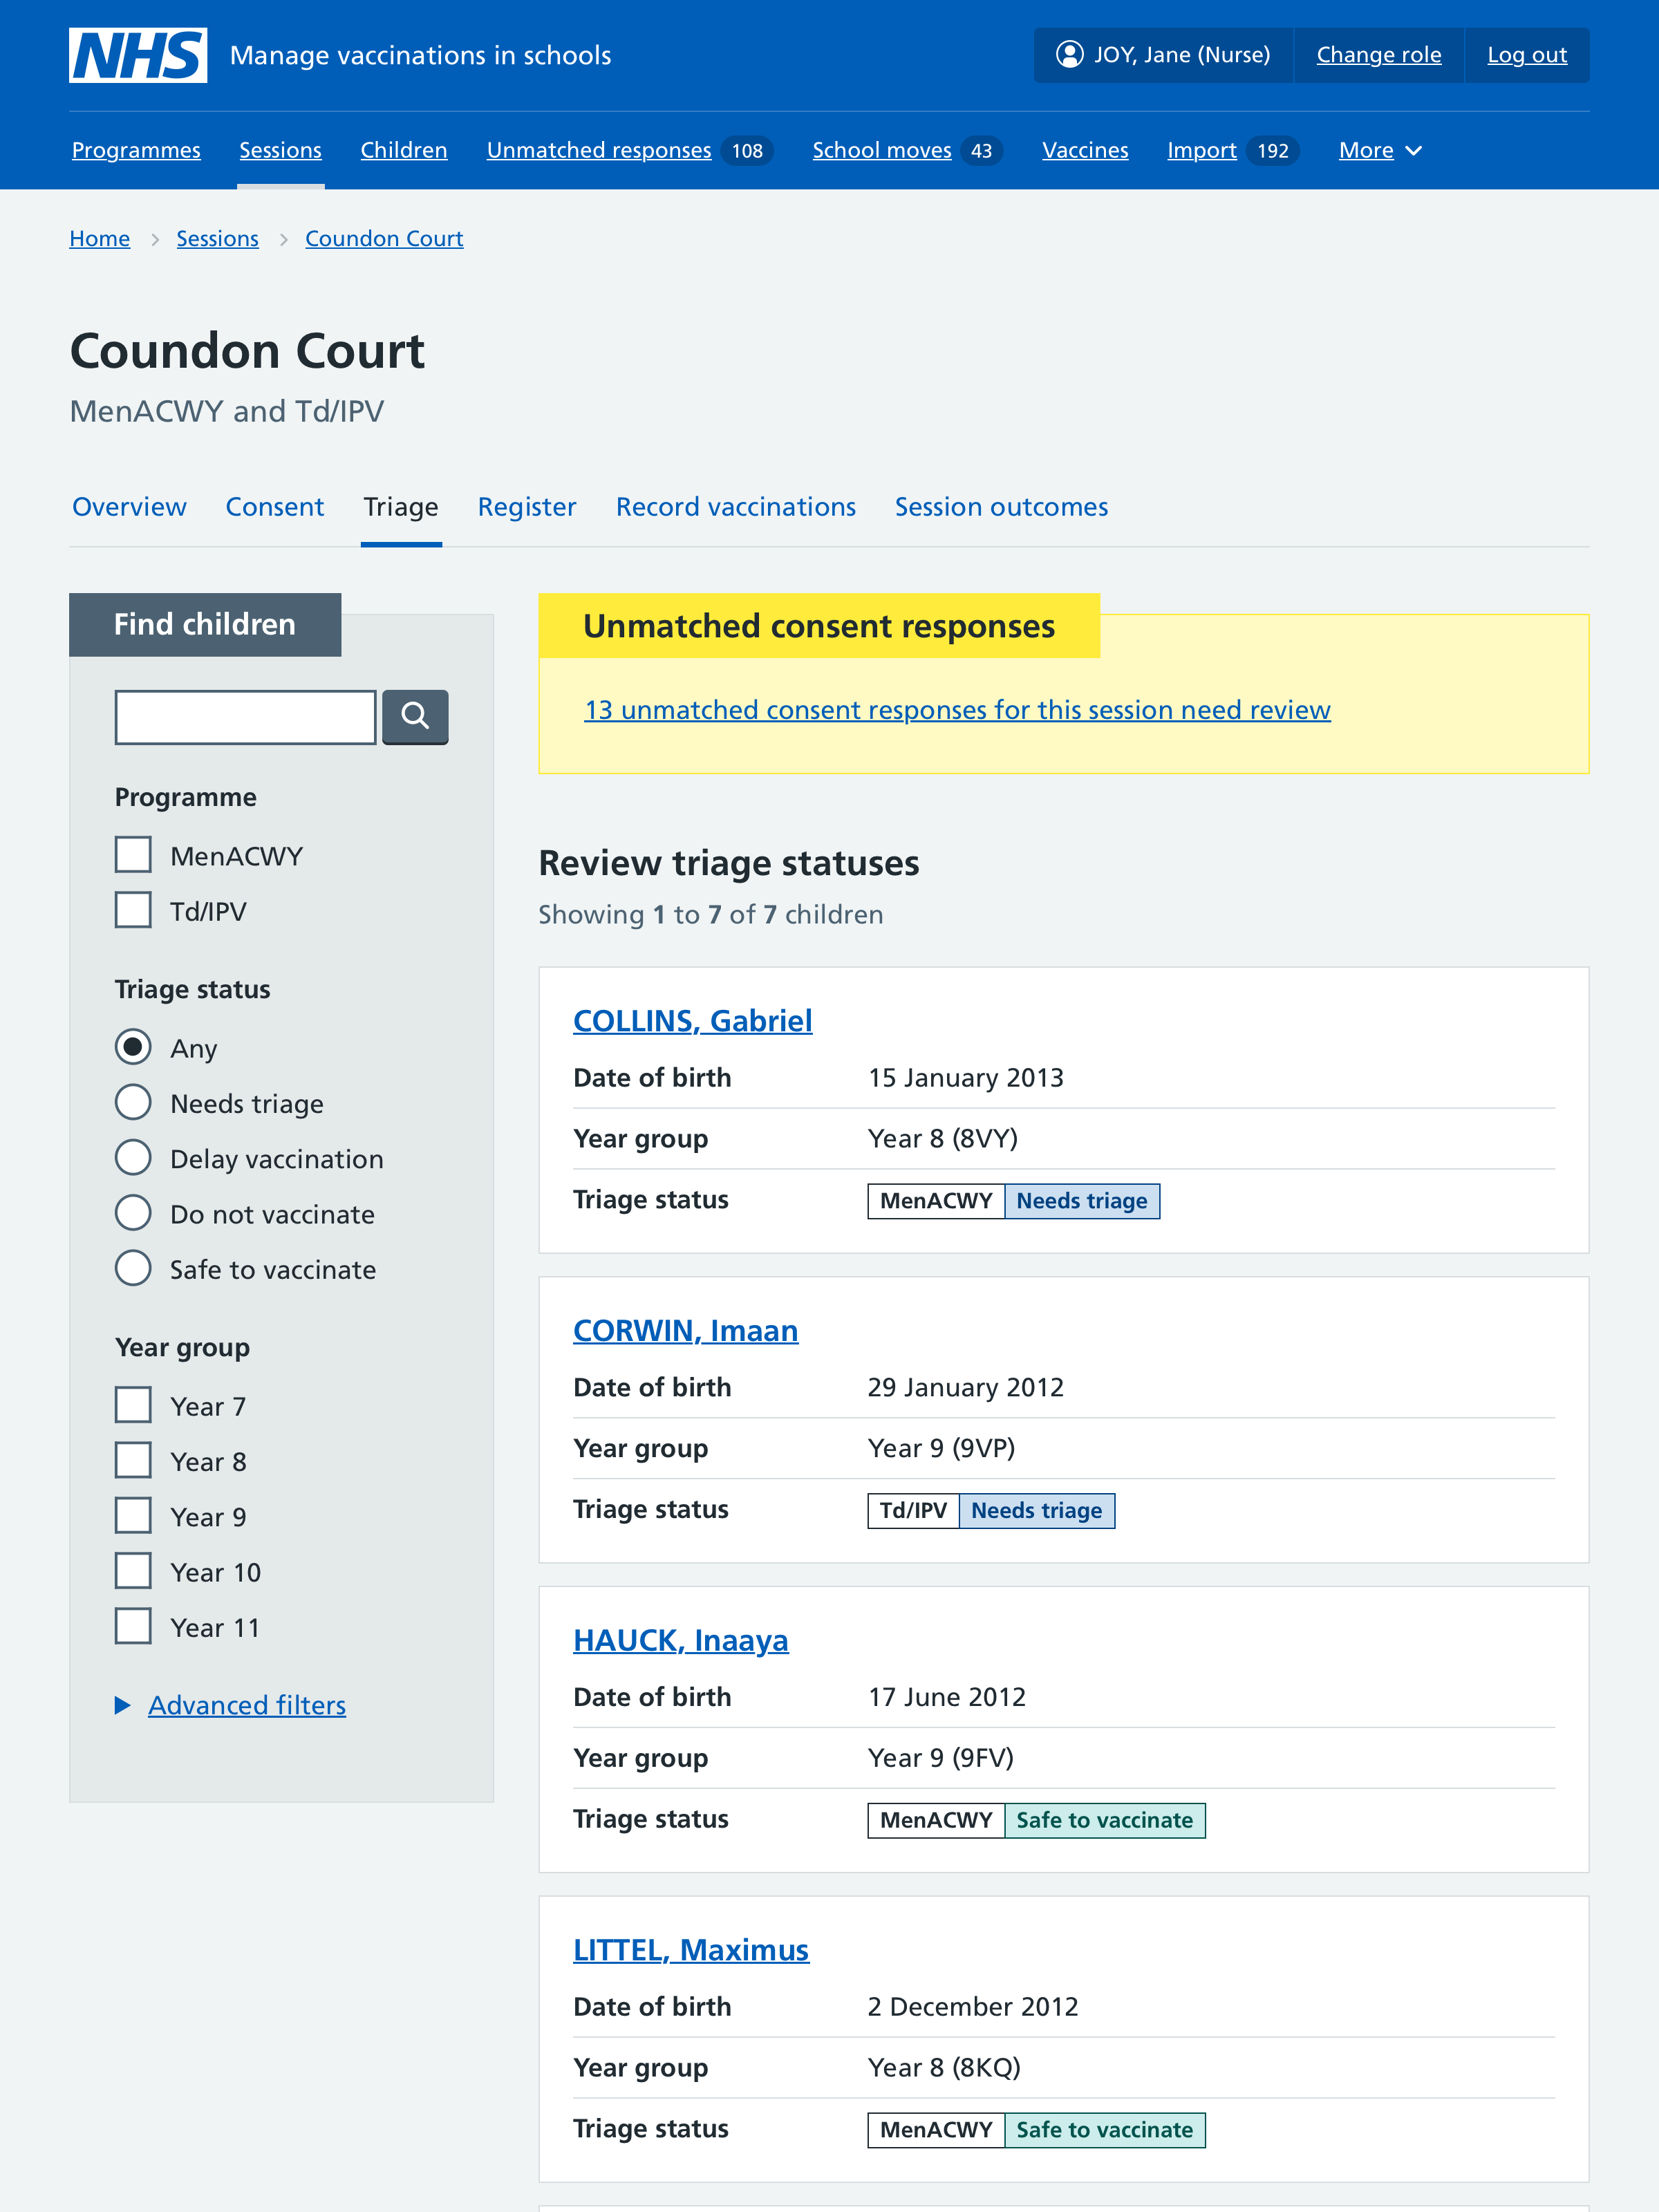 NHS Manage vaccinations in schools
JOY, Jane (Nurse) Change role Log out
Programmes Sessions Children Unmatched responses 108 School moves 43 Vaccines Import 192 More
Home Sessions Coundon Court
Coundon Court
MenACWY and Td/IPV
Overview Consent Triage Register Record vaccinations Session outcomes
Find children
Programme
MenACWY
Td/IPV
Triage status
Any
Needs triage
Delay vaccination
Do not vaccinate
Safe to vaccinate
Year group
Year 7
Year 8
Year 9
Year 10
Year 11
Advanced filters
Unmatched consent responses
13 unmatched consent responses for this session need review
Review triage statuses
Showing 1 to 7 of 7 children
COLLINS, Gabriel
Date of birth 15 January 2013
Year group Year 8 (8VY)
Triage status MenACWY Needs triage
CORWIN, Imaan
Date of birth 29 January 2012
Year group Year 9 (9VP)
Triage status Td/IPV Needs triage
HAUCK, Inaaya
Date of birth 17 June 2012
Year group Year 9 (9FV)
Triage status MenACWY Safe to vaccinate
LITTEL, Maximus
Date of birth 2 December 2012
Year group Year 8 (8KQ)
Triage status MenACWY Safe to vaccinate